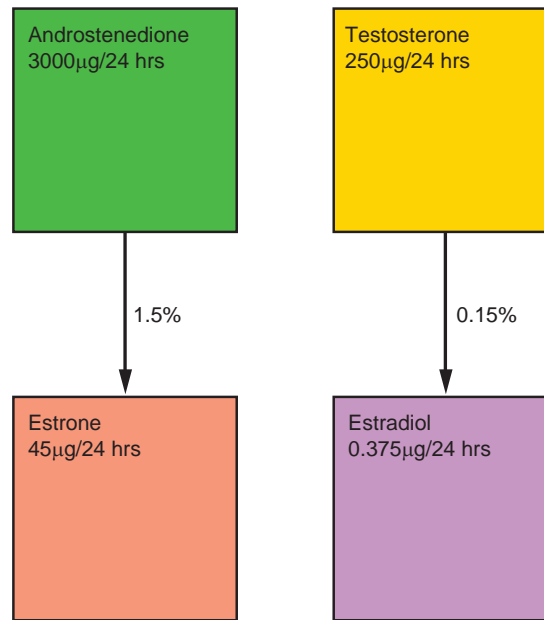 Androstenedione
3000μg/24 hrs
Testosterone
250μg/24 hrs
1.5%
0.15%
Estrone
45μg/24 hrs
Estradiol
0.375μg/24 hrs